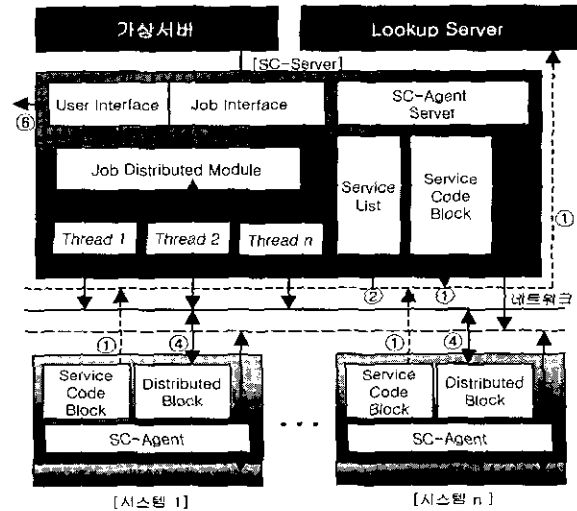 가상서버
Lookup Server
[SC-Server]
User Interface
Job Interface
SC-Agent
Server
⑥
Job Distributed Module
Service
List
Service
Code
Block
①
Thread 1
Thread 2
Thread n
②
①
네트워크
①
④
①
④
Service
Code
Block
Distributed
Block
SC-Agent
...
Service
Code
Block
Distributed
Block
SC-Agent
[시스템 1]
[시스템 n]